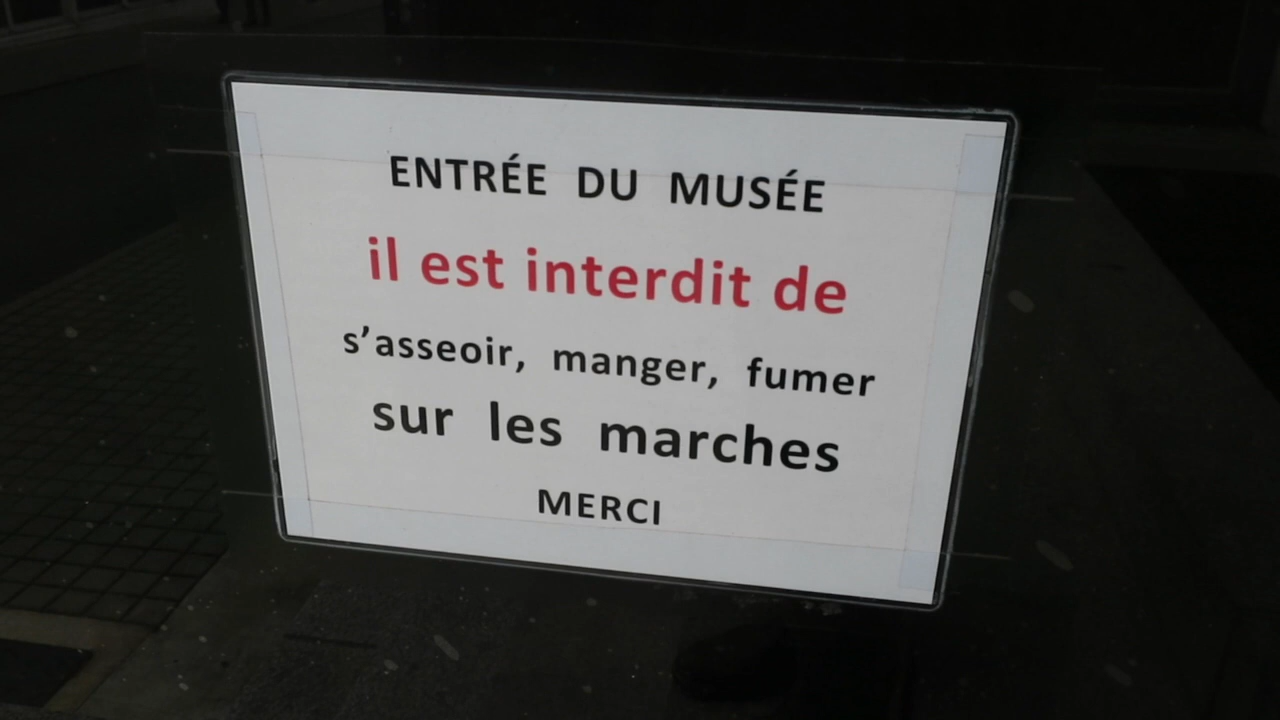 ENTRÉE DU MUSÉE
il est interdit de
s'asseoir, manger, fumer
sur les marches
MERCI